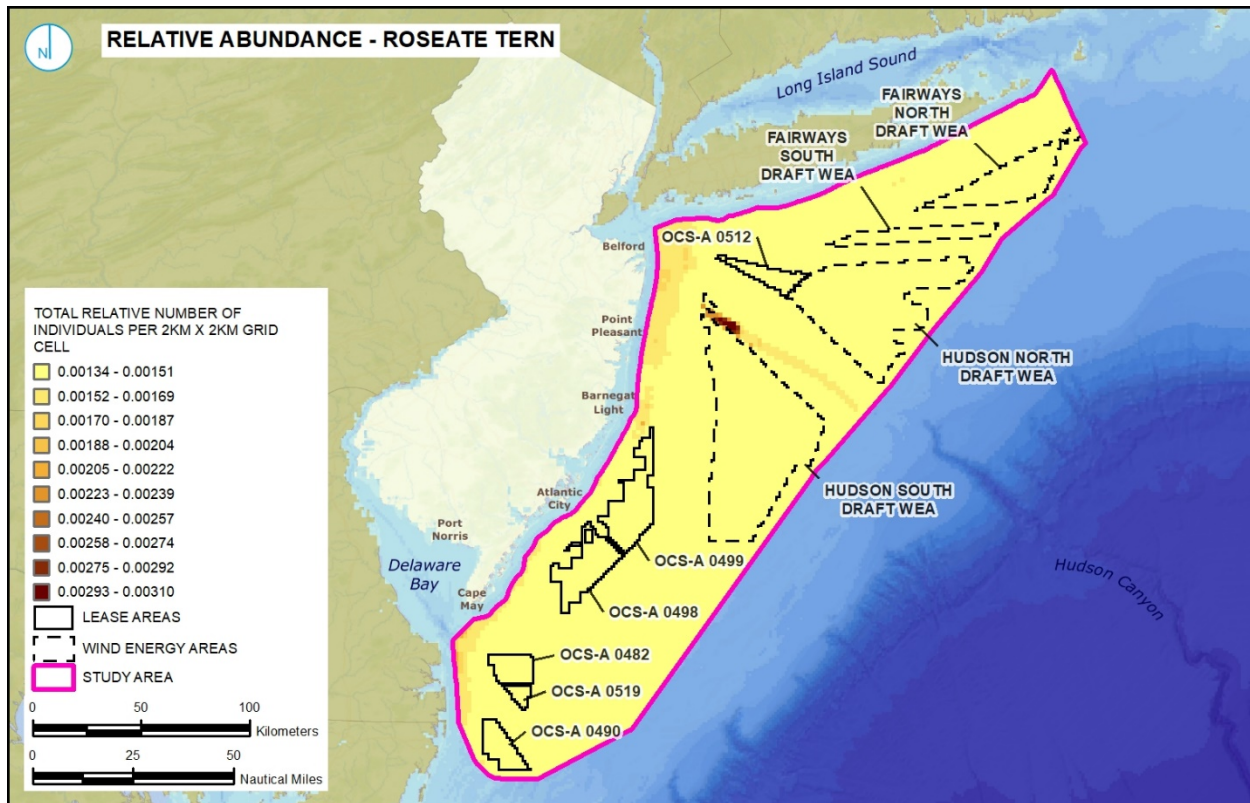 N
RELATIVE ABUNDANCE - ROSEATE TERN
Long Island Sound
FAIRWAYS
NORTH
DRAFT WEA
FAIRWAYS
SOUTH
DRAFT WEA
OCS-A 0512
Belford
Point
Pleasant
HUDSON NORTH
DRAFT WEA
Barnegat
Light
HUDSON SOUTH
DRAFT WEA
Atlantic
City
Port
Norris
Delaware
Bay
Cape
May
OCS-A 0499
OCS-A 0498
OCS-A 0482
OCS-A 0519
OCS-A 0490
Hudson Canyon
TOTAL RELATIVE NUMBER OF
INDIVIDUALS PER 2KM X 2KM GRID
CELL
0.00134 - 0.00151
0.00152 - 0.00169
0.00170 - 0.00187
0.00188 - 0.00204
0.00205 - 0.00222
0.00223 - 0.00239
0.00240 - 0.00257
0.00258 - 0.00274
0.00275 - 0.00292
0.00293 - 0.00310
LEASE AREAS
WIND ENERGY AREAS
STUDY AREA
0 50 100
Kilometers
0 25 50
Nautical Miles